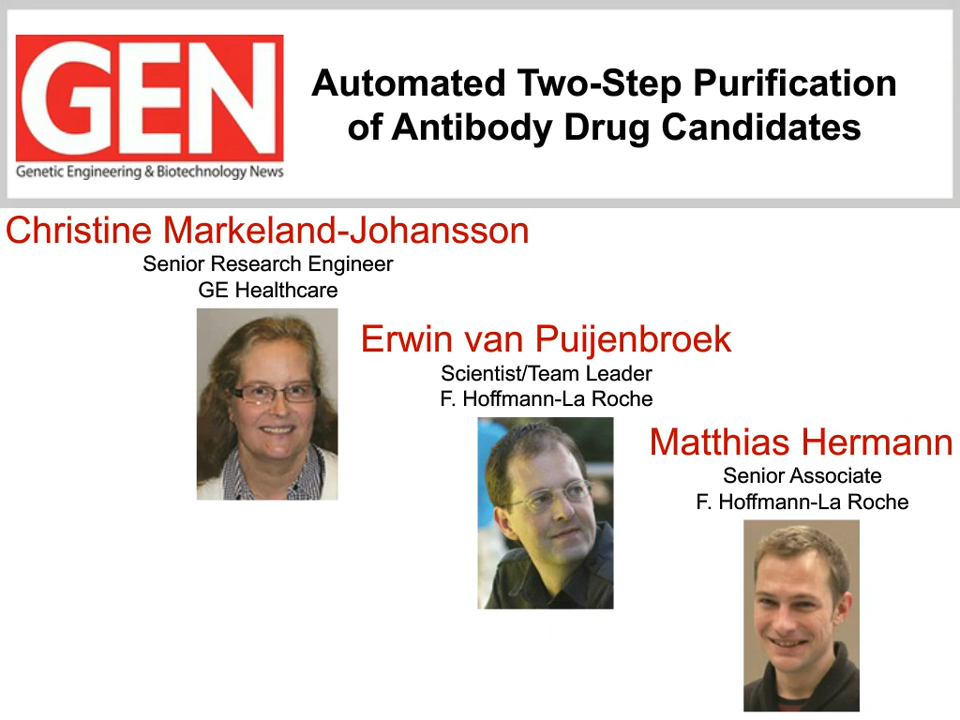 GEN
Genetic Engineering & Biotechnology News
Automated Two-Step Purification
of Antibody Drug Candidates
Christine Markeland-Johansson
Senior Research Engineer
GE Healthcare
Erwin van Puijenbroek
Scientist/Team Leader
F. Hoffmann-La Roche
Matthias Hermann
Senior Associate
F. Hoffmann-La Roche